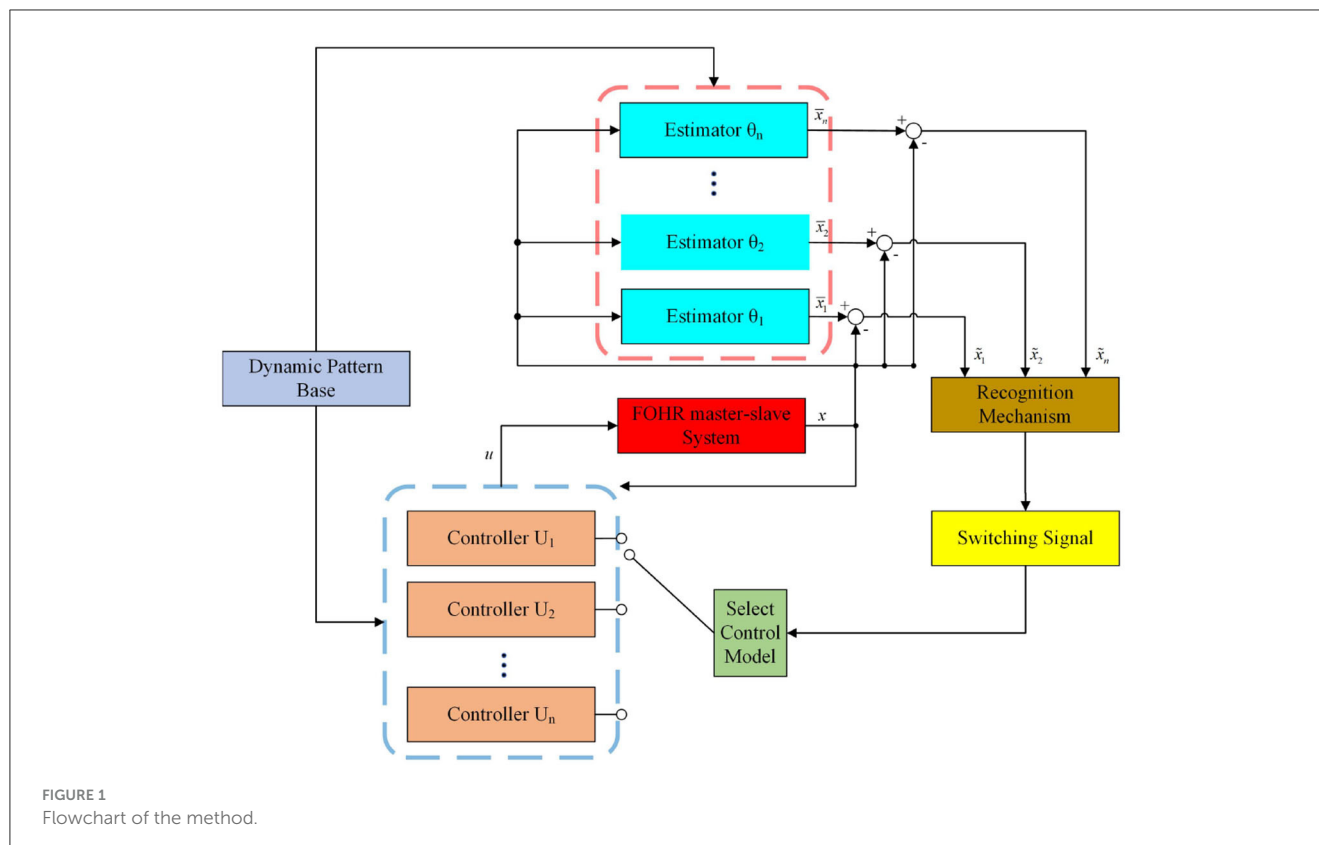 Estimator θn
x̄n
+
-
Estimator θ2
x̄2
+
-
Estimator θ1
x̄1
+
-
x̃1
x̃2
x̃n
Dynamic Pattern
Base
Recognition
Mechanism
FOHR master-slave
System
x
u
Controller U1
Switching Signal
Controller U2
Select
Control
Model
Controller Un
FIGURE 1
Flowchart of the method.